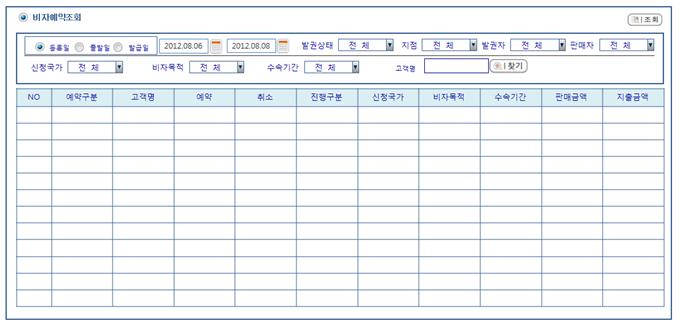 비자예약조회
조회
등록일 출발일 발급일 2012.08.06 2012.08.08 발권상태 전 체 지점 전 체 발권자 전 체 판매자 전 체
신청국가 전 체 비자목적 전 체 수속기간 전 체 고객명 찾기
NO 예약구분 고객명 예약 취소 진행구분 신청국가 비자목적 수속기간 판매금액 지출금액